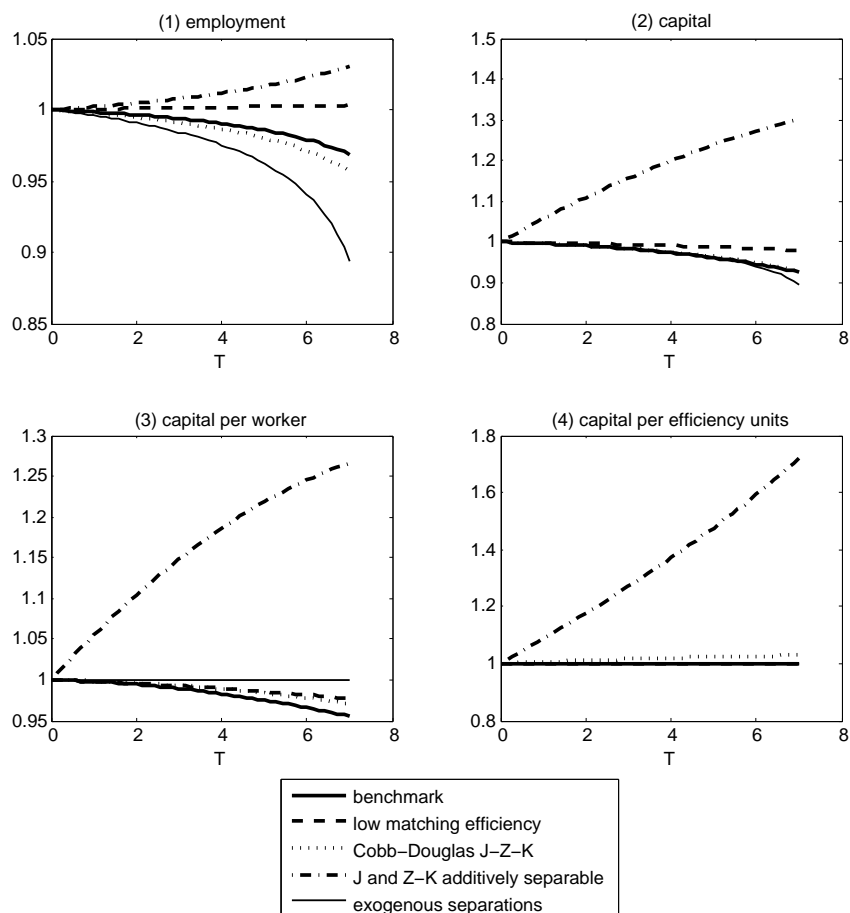 (1) employment
1.05
1
0.95
0.9
0.85
0 2 4 6 8
T
(2) capital
1.5
1.4
1.3
1.2
1.1
1
0.9
0.8
0 2 4 6 8
T
(3) capital per worker
1.3
1.25
1.2
1.15
1.1
1.05
1
0.95
0 2 4 6 8
T
(4) capital per efficiency units
1.8
1.6
1.4
1.2
1
0.8
0 2 4 6 8
T
benchmark
low matching efficiency
Cobb−Douglas J−Z−K
J and Z−K additively separable
exogenous separations